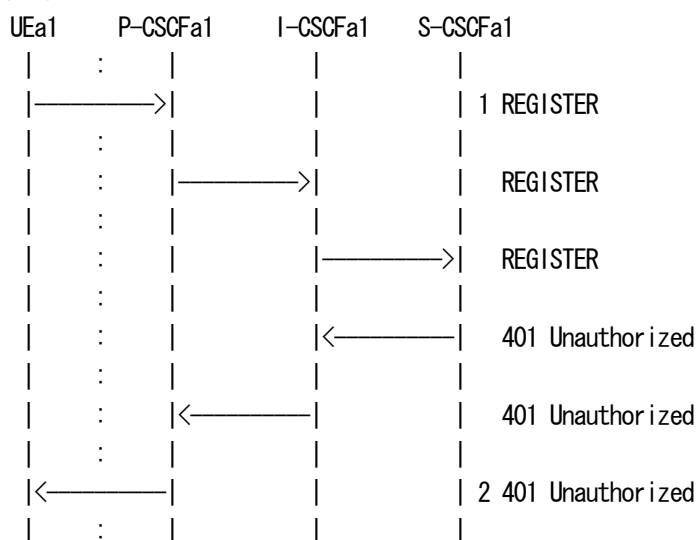 UEa1 P-CSCFa1 I-CSCFa1 S-CSCFa1
1 REGISTER
REGISTER
REGISTER
401 Unauthorized
401 Unauthorized
2 401 Unauthorized